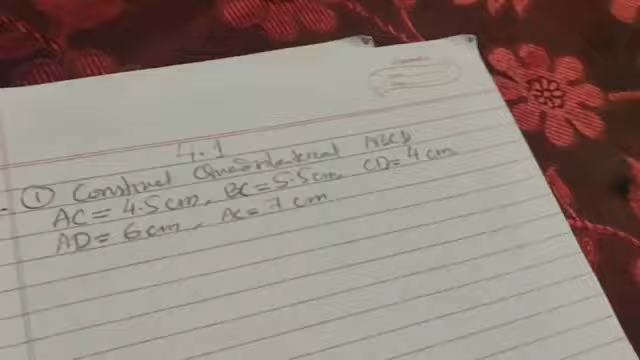 4.1
① Construct Quadrilateral ABCD
AC = 4.5 cm, BC = 5.5 cm, CD = 4 cm
AD = 6 cm, AC = 7 cm